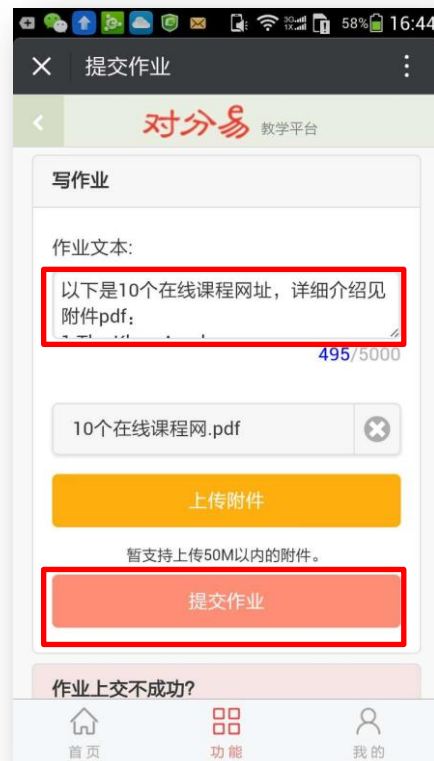 58% 16:44
提交作业
对分易 教学平台
写作业
作业文本:
以下是10个在线课程网址，详细介绍见
附件pdf：
495/5000
10个在线课程网.pdf
上传附件
暂支持上传50M以内的附件。
提交作业
作业上交不成功?
首页 功能 我的